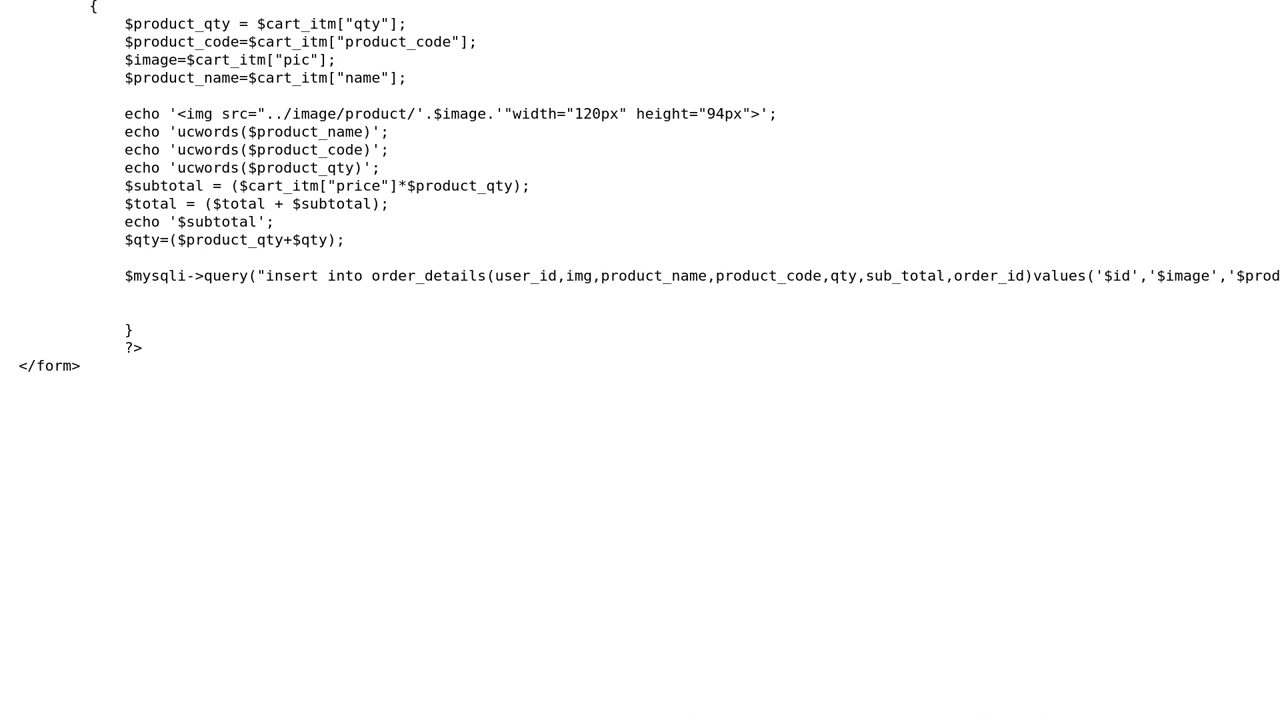 {
$product_qty = $cart_itm["qty"];
$product_code=$cart_itm["product_code"];
$image=$cart_itm["pic"];
$product_name=$cart_itm["name"];
echo '<img src="../image/product/'.$image.'"width="120px" height="94px">';
echo 'ucwords($product_name)';
echo 'ucwords($product_code)';
echo 'ucwords($product_qty)';
$subtotal = ($cart_itm["price"]*$product_qty);
$total = ($total + $subtotal);
echo '$subtotal';
$qty=($product_qty+$qty);
$mysqli->query("insert into order_details(user_id,img,product_name,product_code,qty,sub_total,order_id)values('$id','$image','$prod
}
?>
</form>